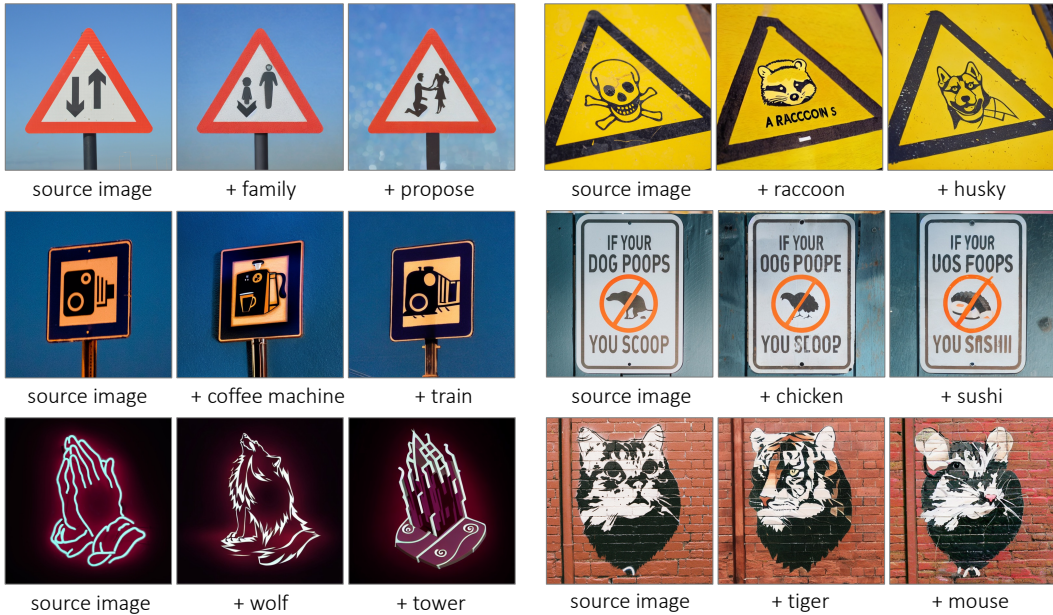 source image
+ family
+ propose
source image
A RACCCOON S
+ raccoon
+ husky
source image
+ coffee machine
+ train
IF YOUR
DOG POOPS
YOU SCOOP
source image
IF YOUR
OOG POOPE
YOU SCOOP
+ chicken
IF YOUR
UOS FOOPS
YOU SASHII
+ sushi
source image
+ wolf
+ tower
source image
+ tiger
+ mouse